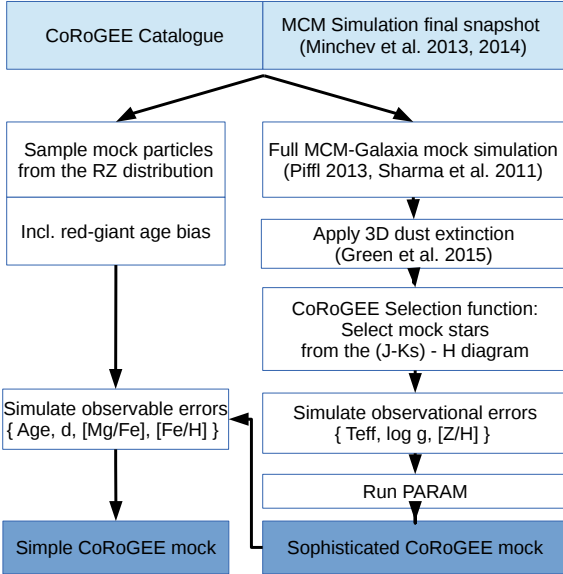 CoRoGEE Catalogue
MCM Simulation final snapshot
(Minchev et al. 2013, 2014)
Sample mock particles
from the RZ distribution
Incl. red-giant age bias
Full MCM-Galaxia mock simulation
(Piffl 2013, Sharma et al. 2011)
Apply 3D dust extinction
(Green et al. 2015)
CoRoGEE Selection function:
Select mock stars
from the (J-Ks) - H diagram
Simulate observable errors
{ Age, d, [Mg/Fe], [Fe/H] }
Simulate observational errors
{ Teff, log g, [Z/H] }
Run PARAM
Simple CoRoGEE mock
Sophisticated CoRoGEE mock